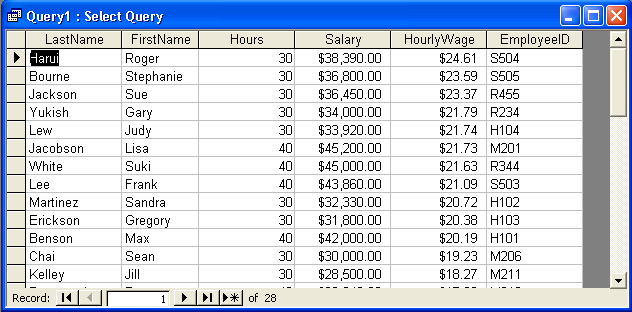 Query1 : Select Query
LastName FirstName Hours Salary HourlyWage EmployeeID
Harui Roger 30 $38,390.00 $24.61 S504
Bourne Stephanie 30 $36,800.00 $23.59 S505
Jackson Sue 30 $36,450.00 $23.37 R455
Yukish Gary 30 $34,000.00 $21.79 R234
Lew Judy 30 $33,920.00 $21.74 H104
Jacobson Lisa 40 $45,200.00 $21.73 M201
White Suki 40 $45,000.00 $21.63 R344
Lee Frank 40 $43,860.00 $21.09 S503
Martinez Sandra 30 $32,330.00 $20.72 H102
Erickson Gregory 30 $31,800.00 $20.38 H103
Benson Max 40 $42,000.00 $20.19 H101
Chai Sean 30 $30,000.00 $19.23 M206
Kelley Jill 30 $28,500.00 $18.27 M211
Record: 1 of 28